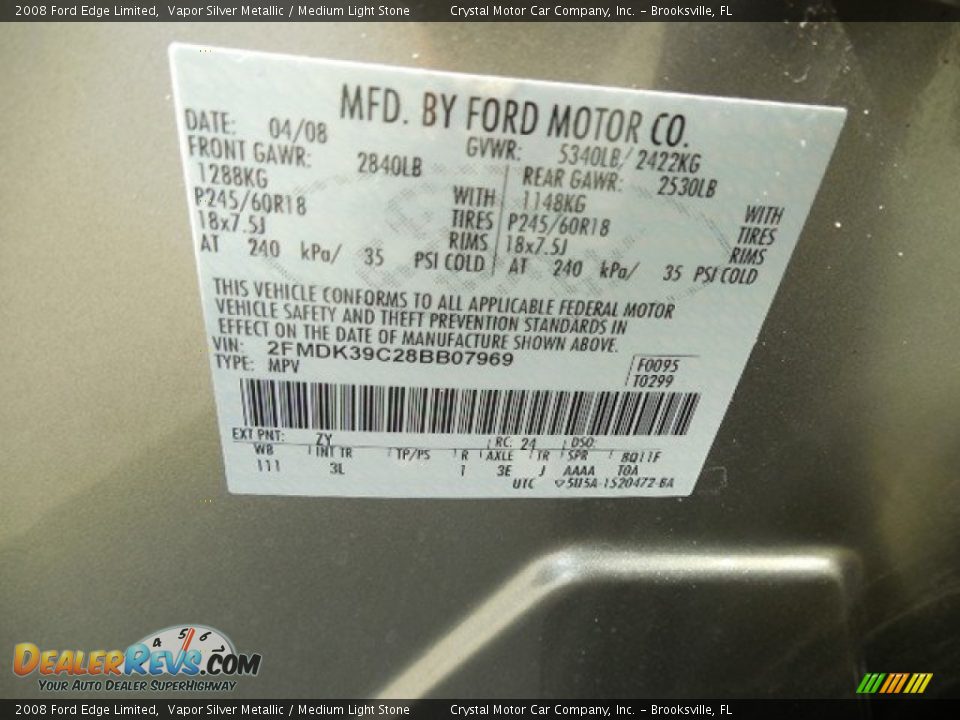 2008 Ford Edge Limited, Vapor Silver Metallic / Medium Light Stone Crystal Motor Car Company, Inc. - Brooksville, FL
MFD. BY FORD MOTOR CO.
DATE: 04/08 GVWR: 5340LB/ 2422KG
FRONT GAWR: 2840LB REAR GAWR: 2530LB
1288KG WITH 1148KG WITH
P245/60R18 TIRES P245/60R18 TIRES
18x7.5J RIMS 18x7.5J RIMS
AT 240 kPa/ 35 PSI COLD AT 240 kPa/ 35 PSI COLD
THIS VEHICLE CONFORMS TO ALL APPLICABLE FEDERAL MOTOR
VEHICLE SAFETY AND THEFT PREVENTION STANDARDS IN
EFFECT ON THE DATE OF MANUFACTURE SHOWN ABOVE.
VIN: 2FMDK39C28BB07969 F0095
TYPE: MPV T0299
EXT PNT: ZY RC: 24 DSO:
WB INT TR TP/PS R AXLE TR SPR 8Q11F
111 3L 1 3E J AAAA TOA
UTC 5U5A-1520472-BA
4 5 6
DealerRevs.com
Your Auto Dealer SuperHighway
2008 Ford Edge Limited, Vapor Silver Metallic / Medium Light Stone Crystal Motor Car Company, Inc. - Brooksville, FL